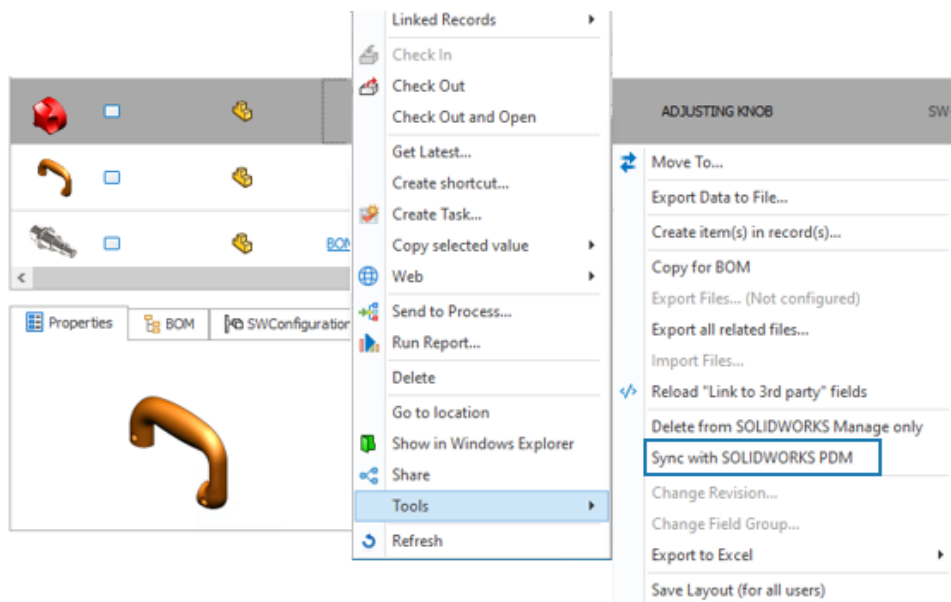 Linked Records
Check In
Check Out
Check Out and Open
Get Latest...
Create shortcut...
Create Task...
Copy selected value
Web
Send to Process...
Run Report...
Delete
Go to location
Show in Windows Explorer
Share
Tools
Refresh
ADJUSTING KNOB
SW
Move To...
Export Data to File...
Create item(s) in record(s)...
Copy for BOM
Export Files... (Not configured)
Export all related files...
Import Files...
Reload "Link to 3rd party" fields
Delete from SOLIDWORKS Manage only
Sync with SOLIDWORKS PDM
Change Revision...
Change Field Group...
Export to Excel
Save Layout (for all users)
BOM
Properties
BOM
SWConfiguration